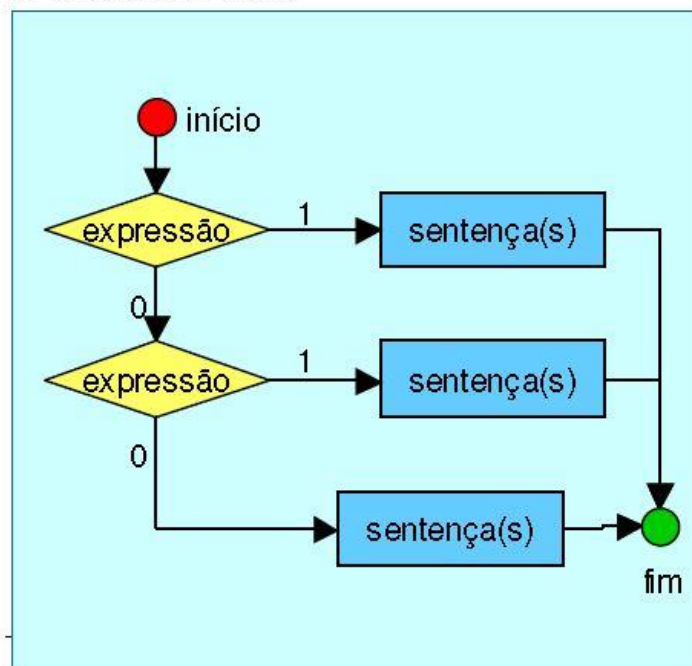 início
expressão 1 sentença(s)
0
expressão 1 sentença(s)
0
sentença(s)
fim